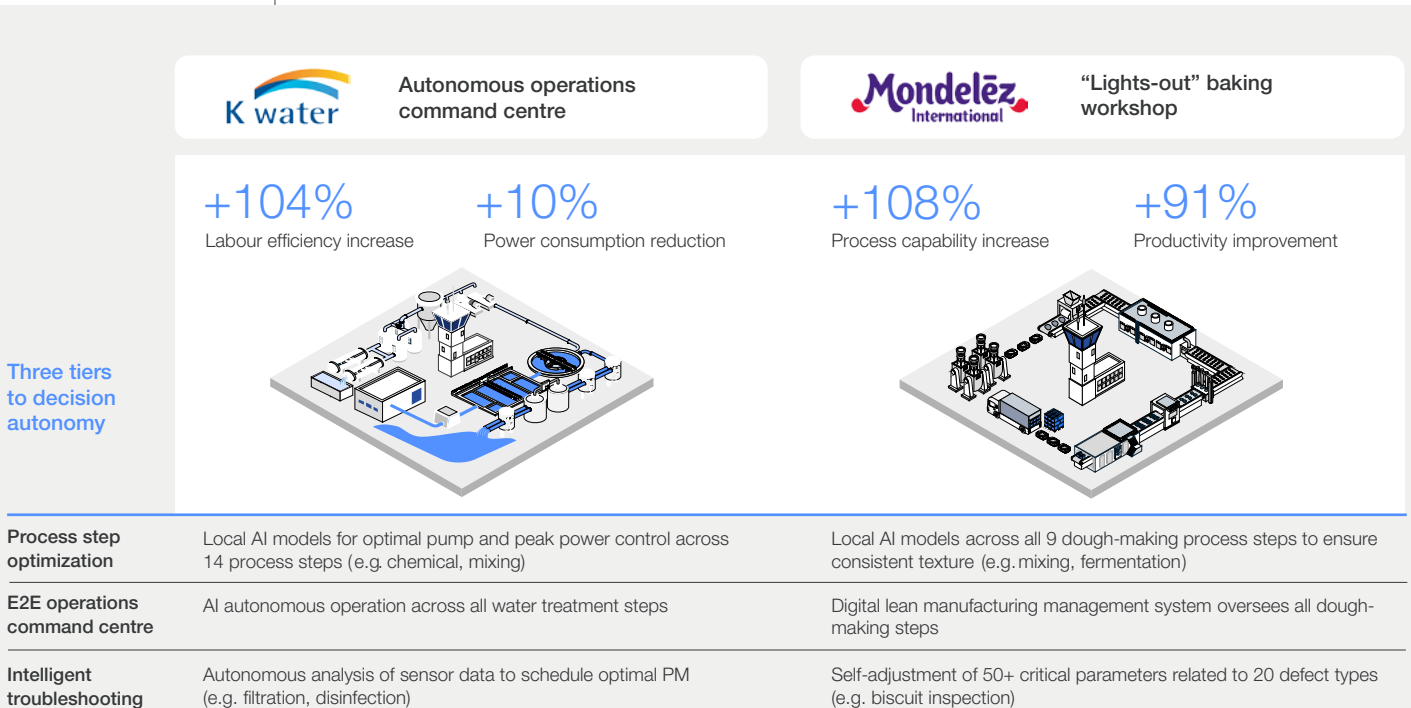 K water
Autonomous operations
command centre
Mondelēz
International
“Lights-out” baking
workshop
+104%
Labour efficiency increase
+10%
Power consumption reduction
+108%
Process capability increase
+91%
Productivity improvement
Three tiers
to decision
autonomy
Process step
optimization
Local AI models for optimal pump and peak power control across
14 process steps (e.g. chemical, mixing)
Local AI models across all 9 dough-making process steps to ensure
consistent texture (e.g. mixing, fermentation)
E2E operations
command centre
AI autonomous operation across all water treatment steps
Digital lean manufacturing management system oversees all dough-
making steps
Intelligent
troubleshooting
Autonomous analysis of sensor data to schedule optimal PM
(e.g. filtration, disinfection)
Self-adjustment of 50+ critical parameters related to 20 defect types
(e.g. biscuit inspection)